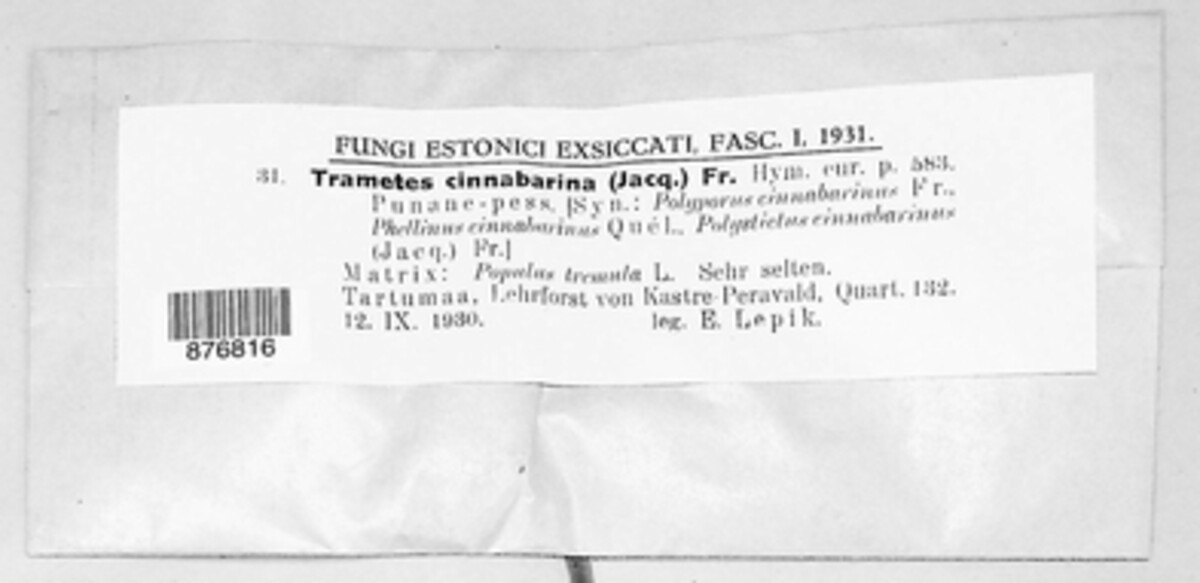 FUNGI ESTONICI EXSICCATI, FASC. I, 1931.
31. Trametes cinnabarina (Jacq.) Fr. Hym. eur. p. 583.
Punane-pess. [Syn.: Polyporus cinnabarinus Fr.,
Phellinus cinnabarinus Quél., Polystictus cinnabarinus
(Jacq.) Fr.]
Matrix: Populus tremula L. Sehr selten.
Tartumaa, Lehrforst von Kastre-Peravald, Quart. 132.
12. IX. 1930. leg. E. Lepik.
876816